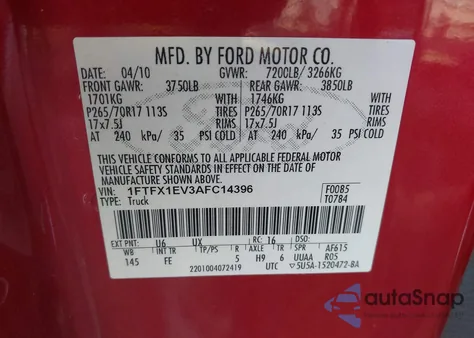 MFD. BY FORD MOTOR CO.
DATE: 04/10 GVWR: 7200LB/ 3266KG
FRONT GAWR: 3750LB REAR GAWR: 3850LB
1701KG WITH 1746KG WITH
P265/70R17 113S TIRES P265/70R17 113S TIRES
17x7.5J RIMS 17x7.5J RIMS
AT 240 kPa/ 35 PSI COLD AT 240 kPa/ 35 PSI COLD
THIS VEHICLE CONFORMS TO ALL APPLICABLE FEDERAL MOTOR
VEHICLE SAFETY AND THEFT PREVENTION STANDARDS IN EFFECT ON THE DATE OF
MANUFACTURE SHOWN ABOVE.
VIN: 1FTFX1EV3AFC14396 F0085
TYPE: Truck T0784
EXT PNT: U6 UX RC: 16 DSO: AF615
WB INT TR TP/PS R AXLE TR SPR R05
145 FE 5 H9 6 UUAA
2201004072419 UTC 5U5A-1520472-BA
autoSnap